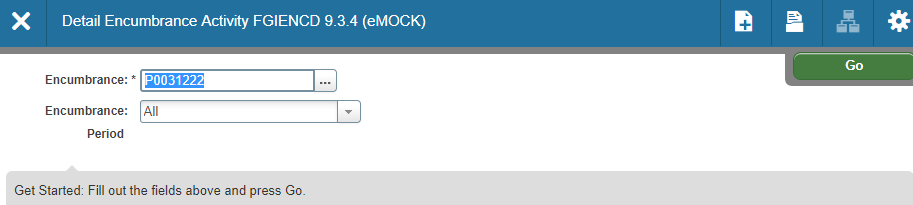 Detail Encumbrance Activity FGIENCD 9.3.4 (eMOCK)
Go
Encumbrance: * P0031222 ...
Encumbrance: All
Period
Get Started: Fill out the fields above and press Go.